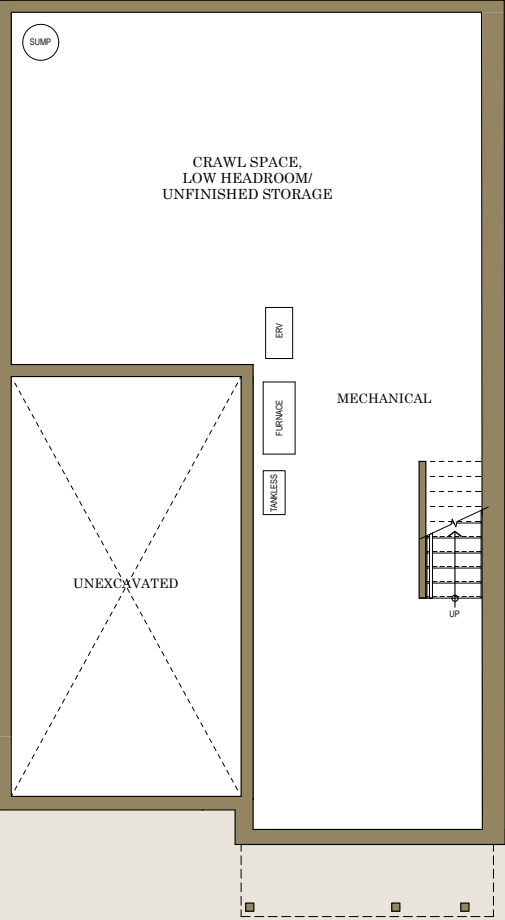 SUMP
CRAWL SPACE,
LOW HEADROOM/
UNFINISHED STORAGE
ERV
MECHANICAL
FURNACE
TANKLESS
UNEXCAVATED
UP